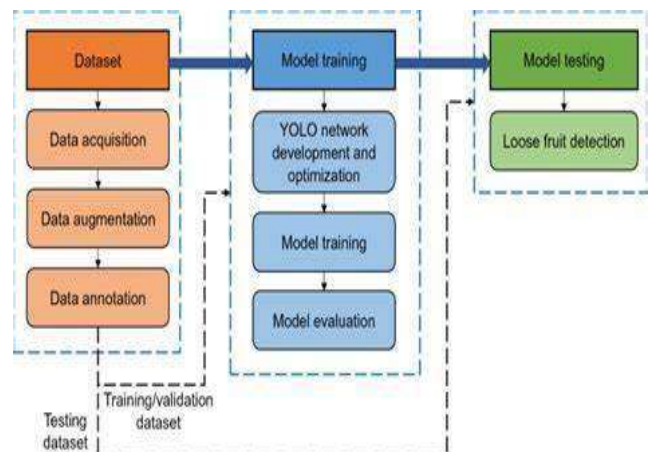 Dataset
Data acquisition
Data augmentation
Data annotation
Model training
YOLO network
development and
optimization
Model training
Model evaluation
Model testing
Loose fruit detection
Training/validation
dataset
Testing
dataset